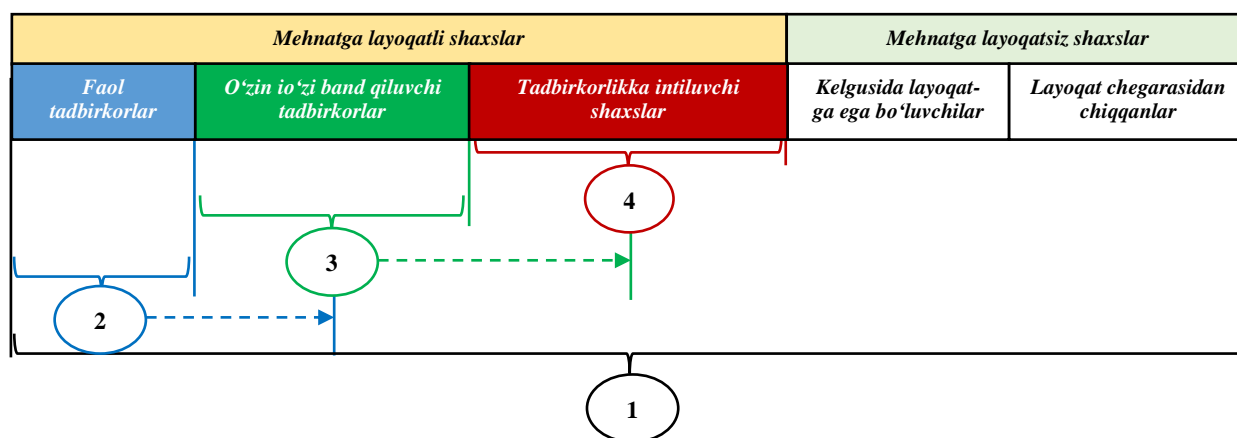 Mehnatga layoqatli shaxslar
Mehnatga layoqatsiz shaxslar
Faol
tadbirkorlar
O‘zin io‘zi band qiluvchi
tadbirkorlar
Tadbirkorlikka intiluvchi
shaxslar
Kelgusida layoqat-
ga ega bo‘luvchilar
Layoqat chegarasidan
chiqqanlar
4
3
2
1